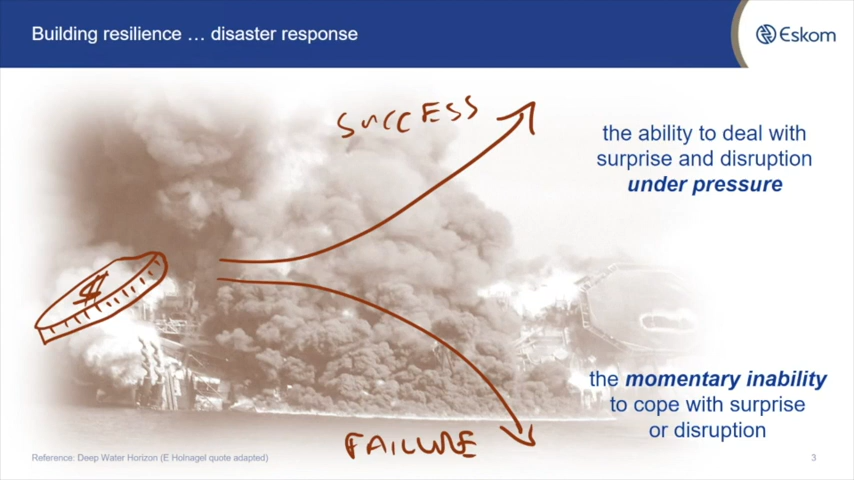 Building resilience ... disaster response
Eskom
SUCCESS
the ability to deal with
surprise and disruption
under pressure
$
the momentary inability
to cope with surprise
or disruption
FAILURE
Reference: Deep Water Horizon (E Holnagel quote adapted)
3